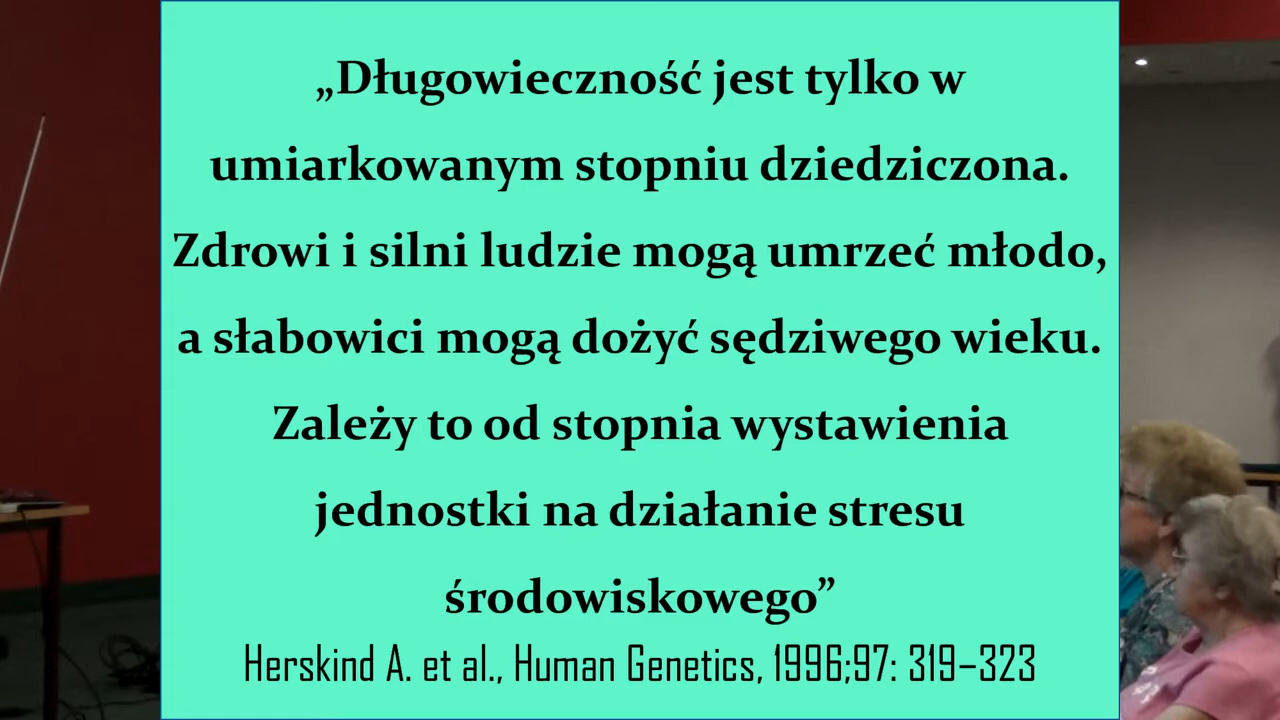 „Długowieczność jest tylko w
umiarkowanym stopniu dziedziczona.
Zdrowi i silni ludzie mogą umrzeć młodo,
a słabowici mogą dożyć sędziwego wieku.
Zależy to od stopnia wystawienia
jednostki na działanie stresu
środowiskowego”
Herskind A. et al., Human Genetics, 1996;97: 319–323